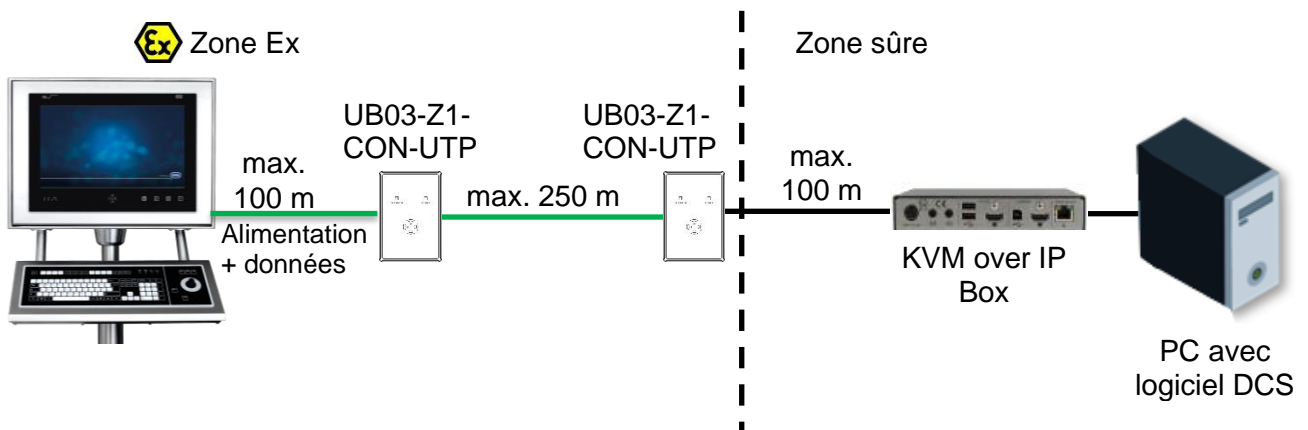 Ex
Zone Ex
Zone sûre
UB03-Z1-
CON-UTP
UB03-Z1-
CON-UTP
max.
100 m
Alimentation
+ données
max. 250 m
max.
100 m
KVM over IP
Box
PC avec
logiciel DCS